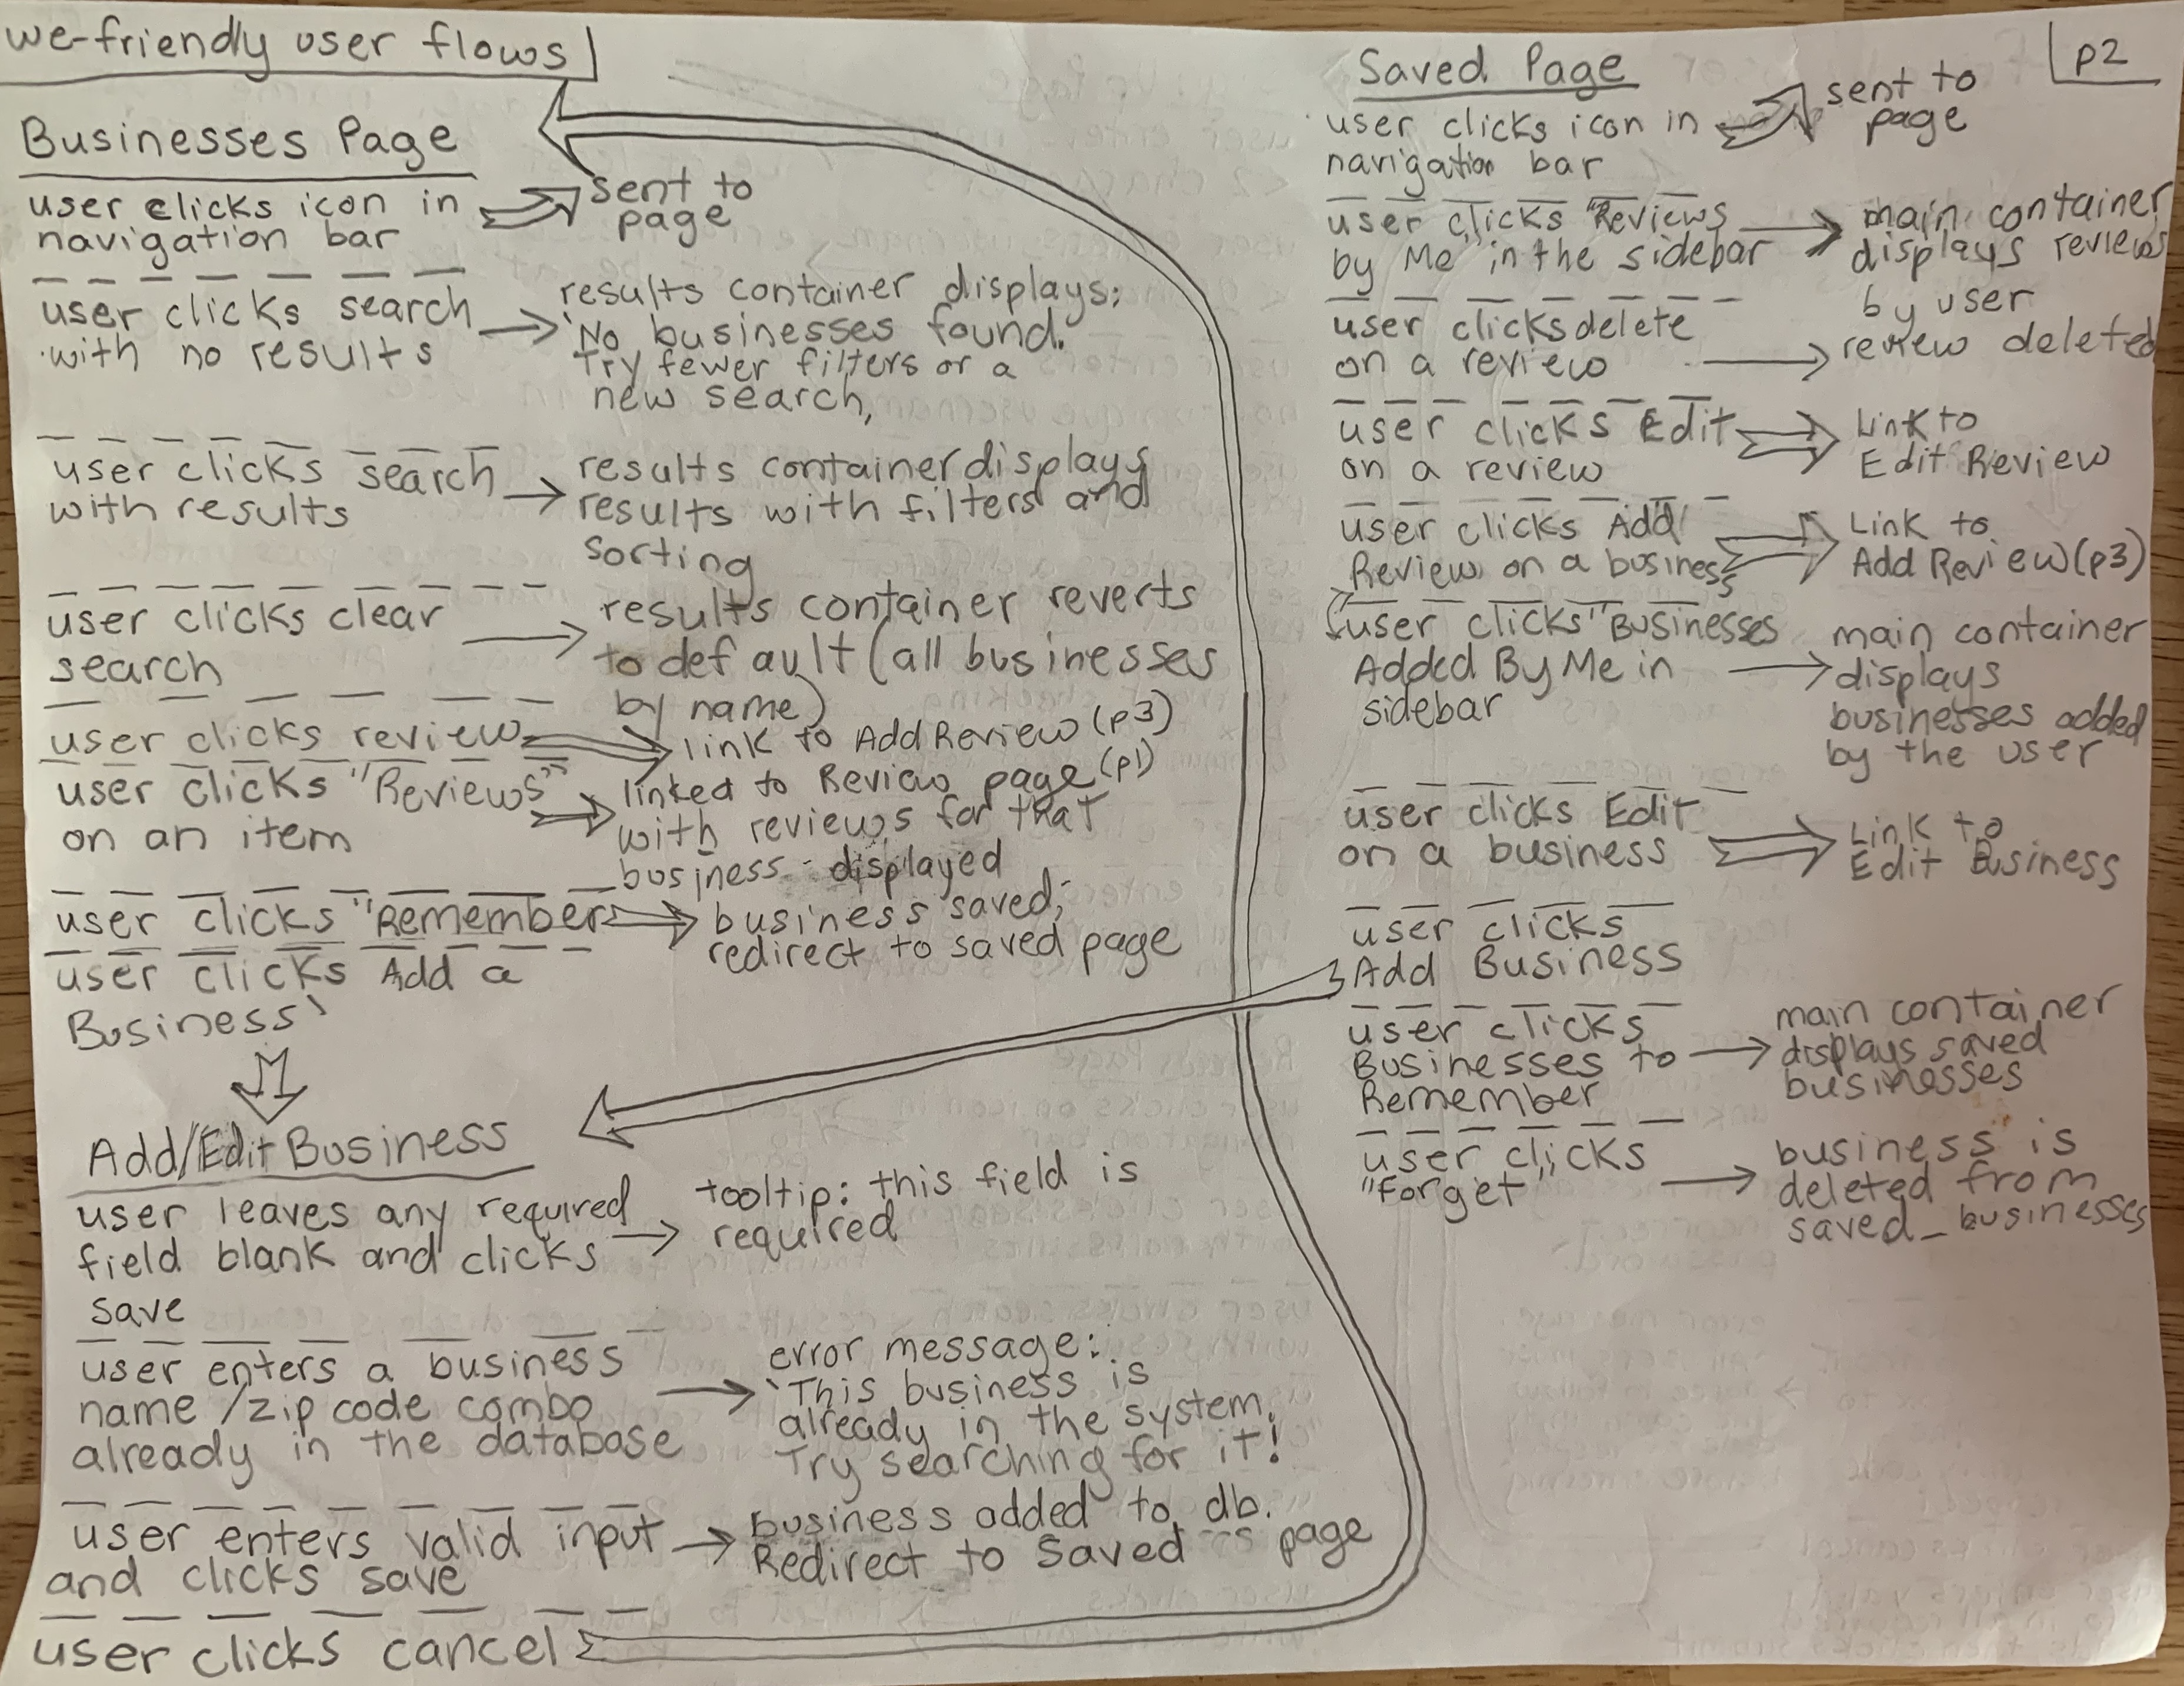 we-friendly user flows
Businesses Page
user clicks icon in
navigation bar
sent to
page
user clicks search
with no results
results container displays:
"No businesses found.
Try fewer filters or a
new search,
user clicks search
with results
results container displays
results with filters and
sorting
user clicks clear
search
results container reverts
to default (all businesses
by name)
user clicks review
link to Add Review (p3)
user clicks "Reviews"
on an item
linked to Review page (p1)
with reviews for that
business displayed
user clicks "Remember
business saved;
redirect to saved page
user clicks Add a
Business
Add/Edit Business
user leaves any required
field blank and clicks
save
tooltip: this field is
required
user enters a business
name /zip code combo
already in the database
error message:
"This business is
already in the system.
Try searching for it!
user enters valid input
and clicks save
business added to db.
Redirect to Saved page
user clicks cancel
p2
Saved Page
user clicks icon in
navigation bar
sent to
page
user clicks "Reviews
by Me" in the sidebar
main container
displays reviews
by user
user clicks delete
on a review
review deleted
user clicks Edit
on a review
Link to
Edit Review
user clicks Add
Review on a business
Link to
Add Review (p3)
user clicks "Businesses
Added By Me in
sidebar
main container
displays
businesses added
by the user
user clicks Edit
on a business
Link to
Edit Business
user clicks
Add Business
user clicks
Businesses to
Remember
main container
displays saved
businesses
user clicks
"Forget"
business is
deleted from
saved_businesses